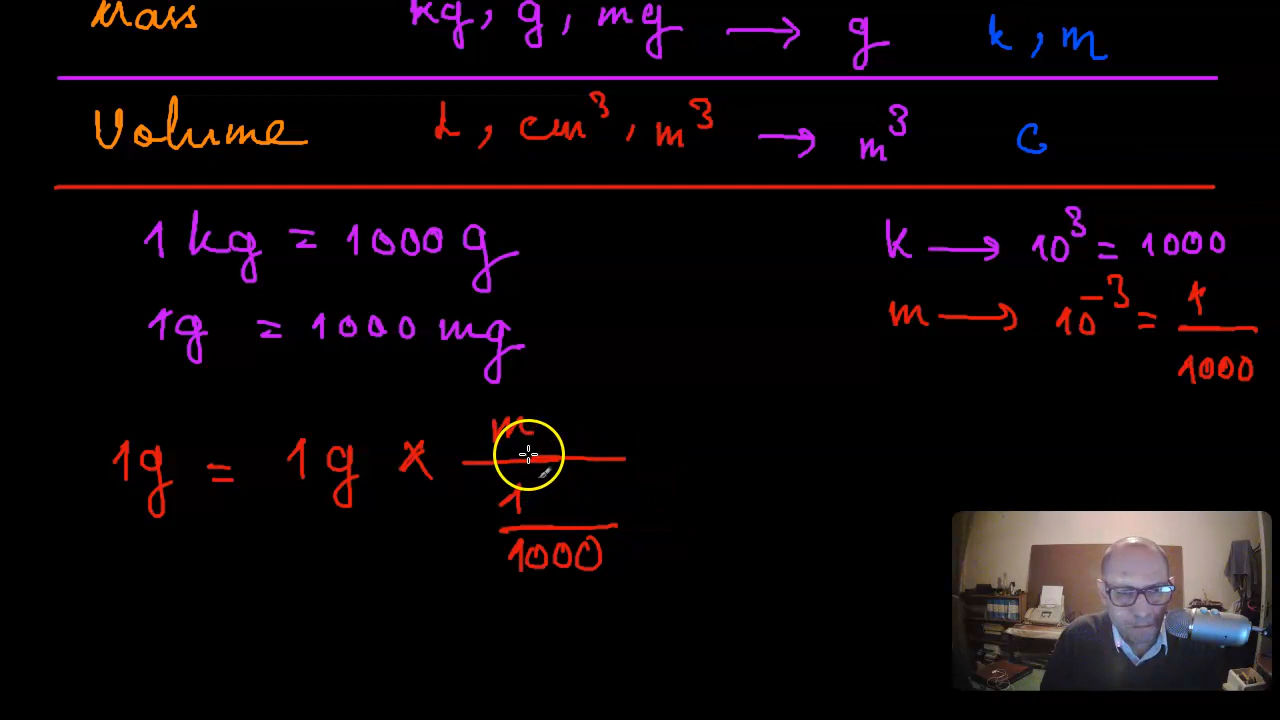 Mass kg, g, mg → g k, m
Volume L, cm³, m³ → m³ C
1 kg = 1000 g
k → 10³ = 1000
1g = 1000 mg
m → 10⁻³ = 1/1000
1g = 1g × m/(1/1000)